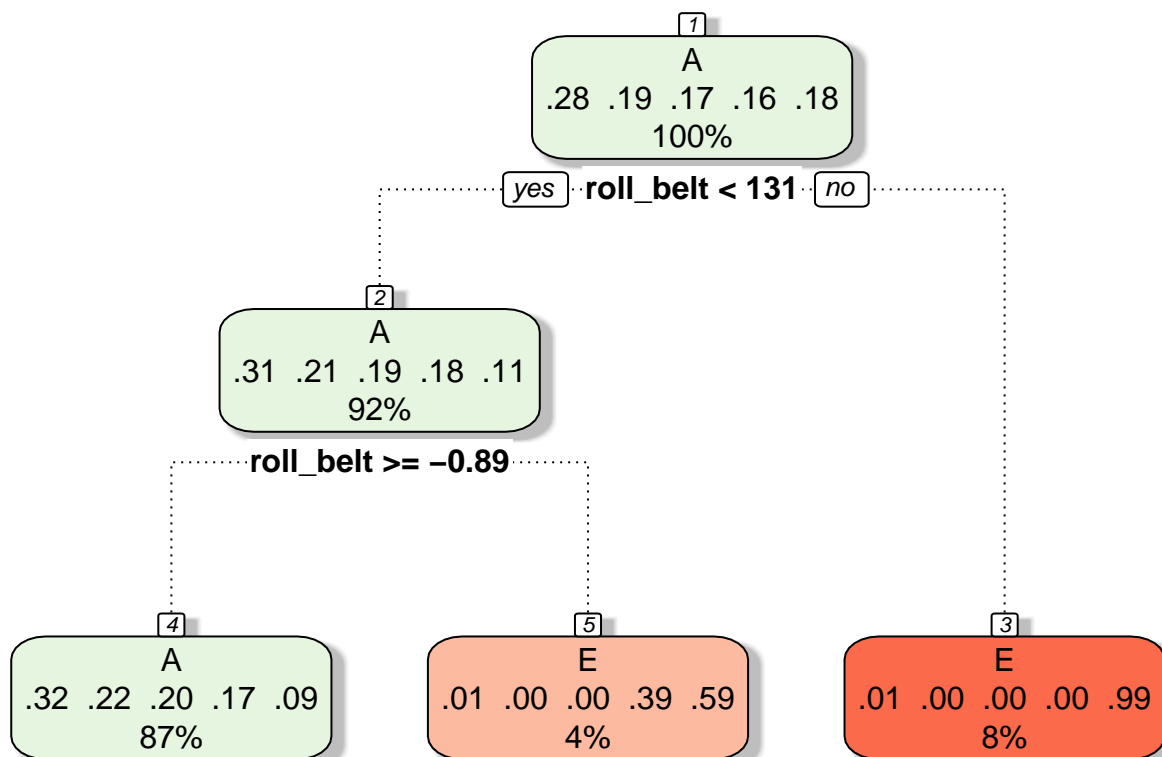 1
A
.28 .19 .17 .16 .18
100%
yes roll_belt < 131 no
2
A
.31 .21 .19 .18 .11
92%
roll_belt >= −0.89
4 5 3
A E E
.32 .22 .20 .17 .09 .01 .00 .00 .39 .59 .01 .00 .00 .00 .99
87% 4% 8%